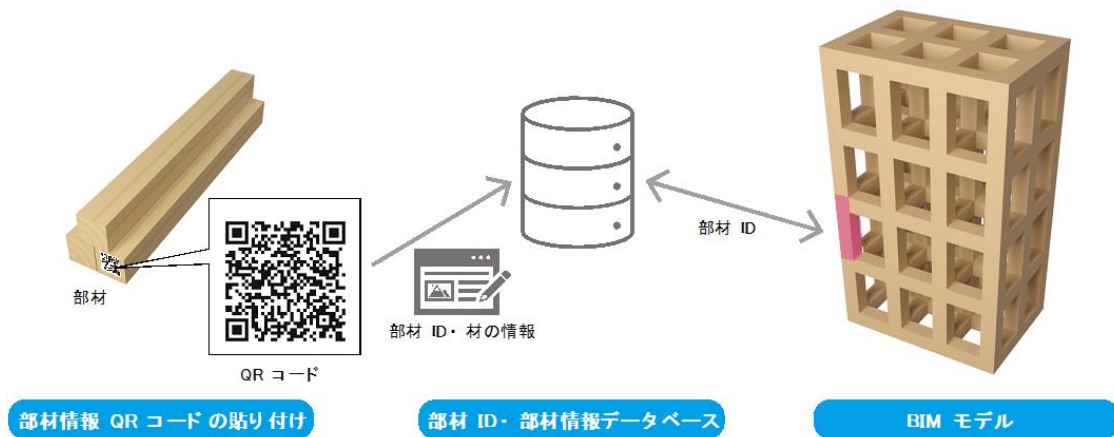 部材
QR コード
部材 ID・材の情報
部材 ID
部材情報 QR コードの貼り付け
部材 ID・部材情報データベース
BIM モデル